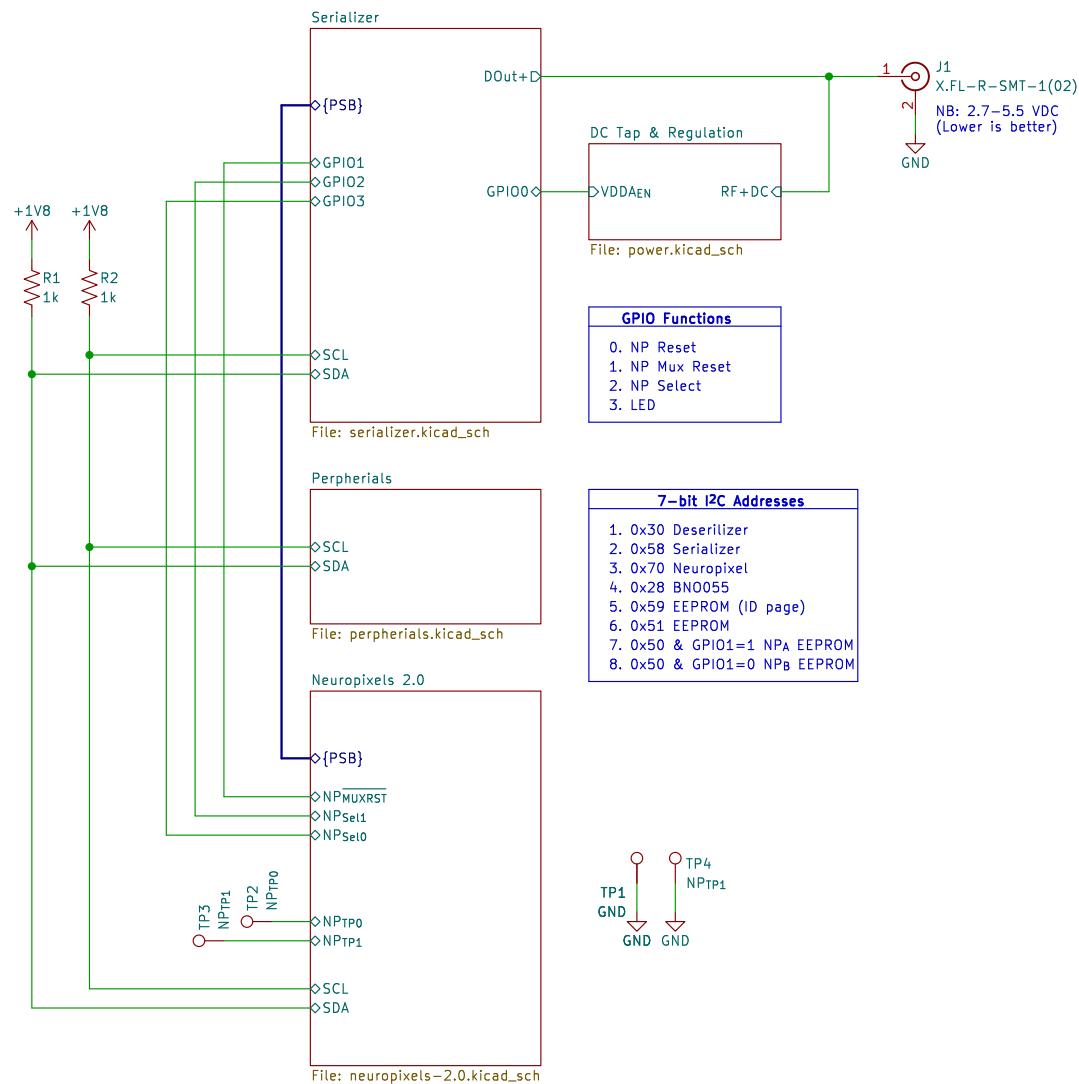 Serializer
DOut+
{PSB}
GPIO1
GPIO2
GPIO3
GPIO0
SCL
SDA
File: serializer.kicad_sch
1
2
J1
X.FL-R-SMT-1(02)
NB: 2.7-5.5 VDC
(Lower is better)
GND
DC Tap & Regulation
VDDAEN
RF+DC
File: power.kicad_sch
+1V8
+1V8
R1
1k
R2
1k
GPIO Functions
0. NP Reset
1. NP Mux Reset
2. NP Select
3. LED
Perpherials
SCL
SDA
File: perpherials.kicad_sch
7-bit I2C Addresses
1. 0x30 Deserilizer
2. 0x58 Serializer
3. 0x70 Neuropixel
4. 0x28 BNO055
5. 0x59 EEPROM (ID page)
6. 0x51 EEPROM
7. 0x50 & GPIO1=1 NPA EEPROM
8. 0x50 & GPIO1=0 NPB EEPROM
Neuropixels 2.0
{PSB}
NPMUXRST
NPSel1
NPSel0
NPTP0
NPTP1
SCL
SDA
File: neuropixels-2.0.kicad_sch
TP3
NPTP1
TP2
NPTP0
TP1
GND
GND
TP4
NPTP1
GND